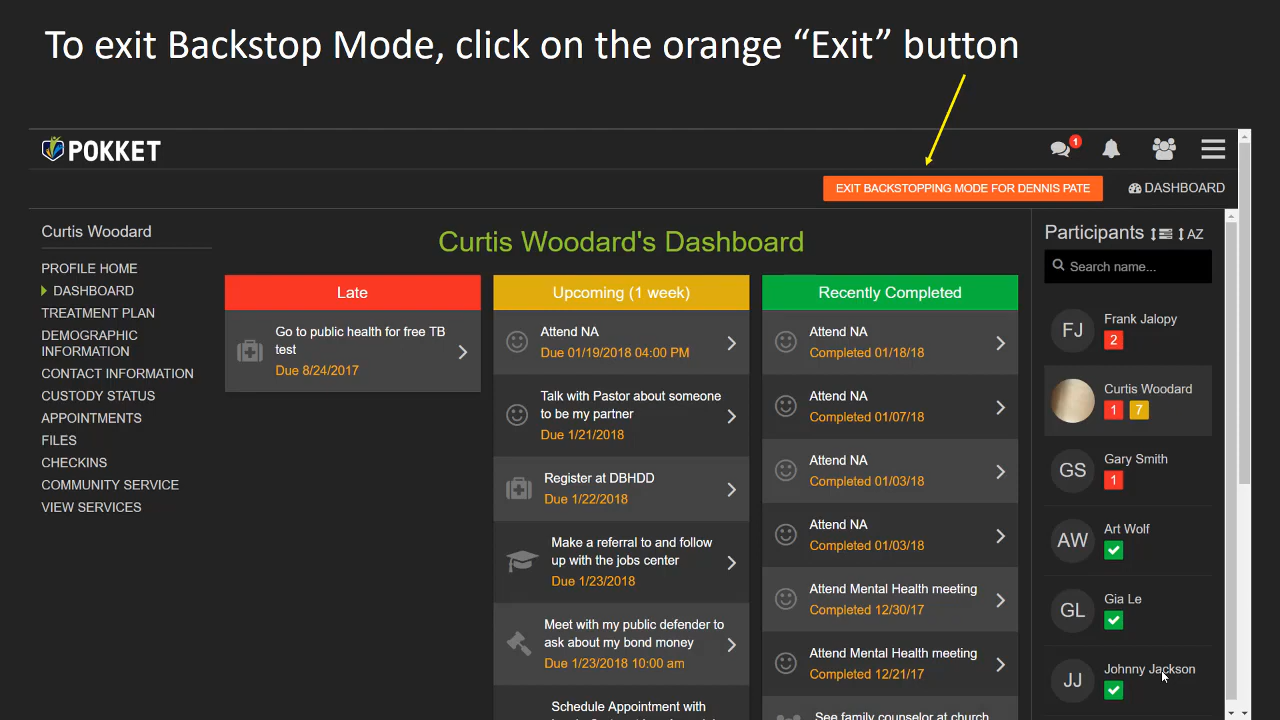 To exit Backstop Mode, click on the orange “Exit” button
POKKET
1
EXIT BACKSTOPPING MODE FOR DENNIS PATE
DASHBOARD
Curtis Woodard
PROFILE HOME
DASHBOARD
TREATMENT PLAN
DEMOGRAPHIC
INFORMATION
CONTACT INFORMATION
CUSTODY STATUS
APPOINTMENTS
FILES
CHECKINS
COMMUNITY SERVICE
VIEW SERVICES
Curtis Woodard's Dashboard
Late
Go to public health for free TB
test
Due 8/24/2017
Upcoming (1 week)
Attend NA
Due 01/19/2018 04:00 PM
Talk with Pastor about someone
to be my partner
Due 1/21/2018
Register at DBHDD
Due 1/22/2018
Make a referral to and follow
up with the jobs center
Due 1/23/2018
Meet with my public defender to
ask about my bond money
Due 1/23/2018 10:00 am
Schedule Appointment with
Recently Completed
Attend NA
Completed 01/18/18
Attend NA
Completed 01/07/18
Attend NA
Completed 01/03/18
Attend NA
Completed 01/03/18
Attend Mental Health meeting
Completed 12/30/17
Attend Mental Health meeting
Completed 12/21/17
See family counselor at church
Participants
AZ
Search name...
FJ
Frank Jalopy
2
Curtis Woodard
1 7
GS
Gary Smith
1
AW
Art Wolf
GL
Gia Le
JJ
Johnny Jackson